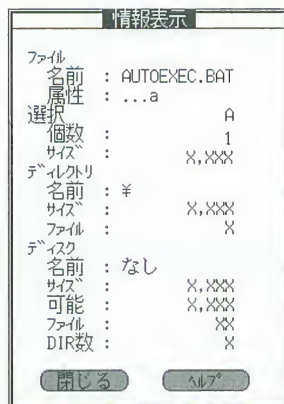 情報表示
ファイル
名前 : AUTOEXEC.BAT
属性 : ...a
選択 A
個数 : 1
サイズ : X,XXX
ディレクトリ
名前 : ¥
サイズ : X,XXX
ファイル : X
ディスク
名前 : なし
サイズ : X,XXX
可能 : X,XXX
ファイル : XX
DIR数 : X
閉じる ヘルプ